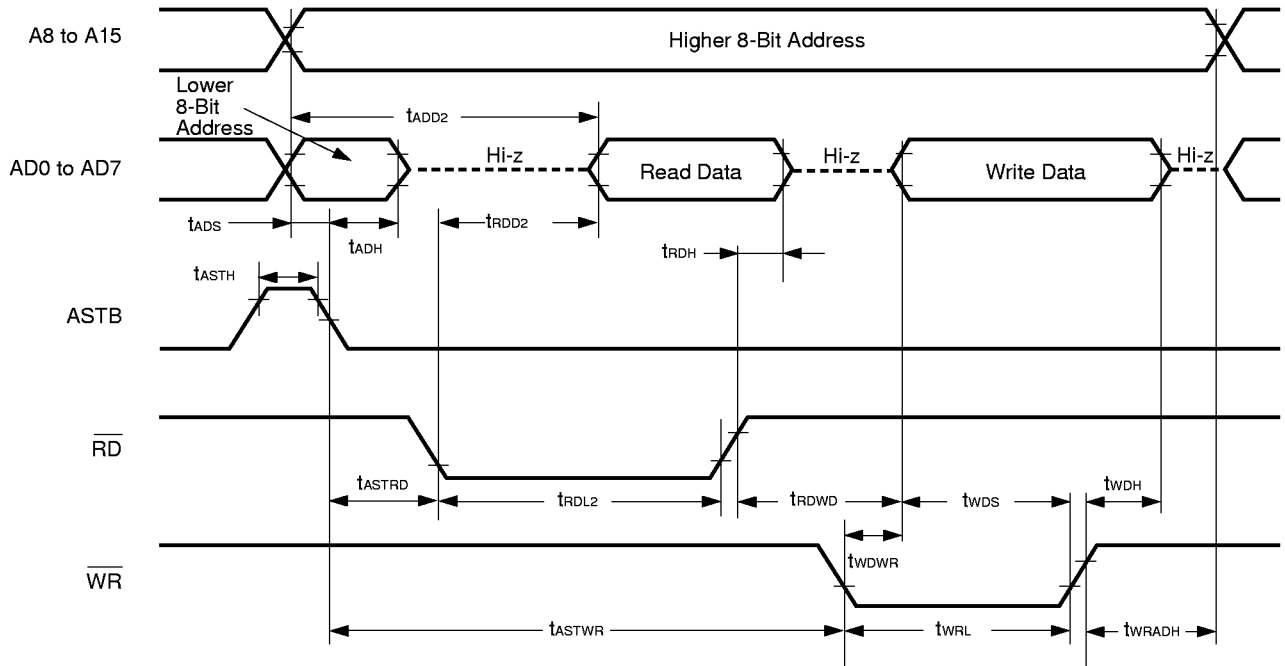 A8 to A15
Higher 8-Bit Address
Lower
8-Bit
Address
tADD2
AD0 to AD7
Hi-z
Read Data
Hi-z
Write Data
Hi-z
tADS
tADH
tRDD2
tRDH
tASTH
ASTB
RD
tASTRD
tRDL2
tRDWD
tWDS
tWDH
tWDWR
WR
tASTWR
tWRL
tWRADH